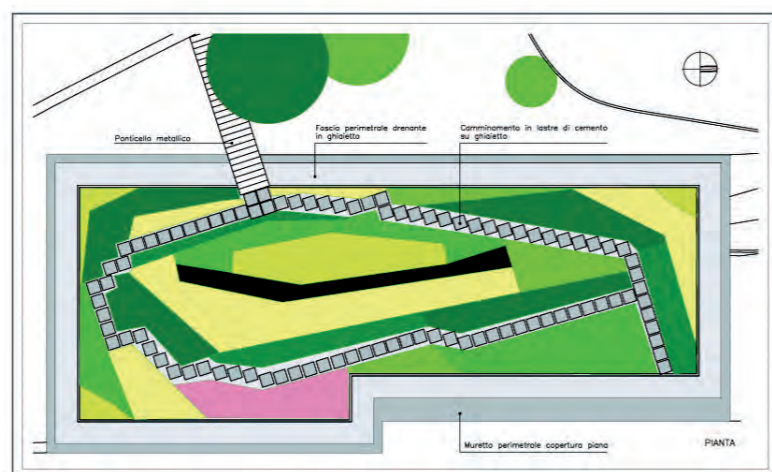 Ponticello metallico
Fascia perimetrale drenante
in ghiaietto
Camminamento in lastre di cemento
su ghiaietto
Muretto perimetrale copertura piana
PIANTA